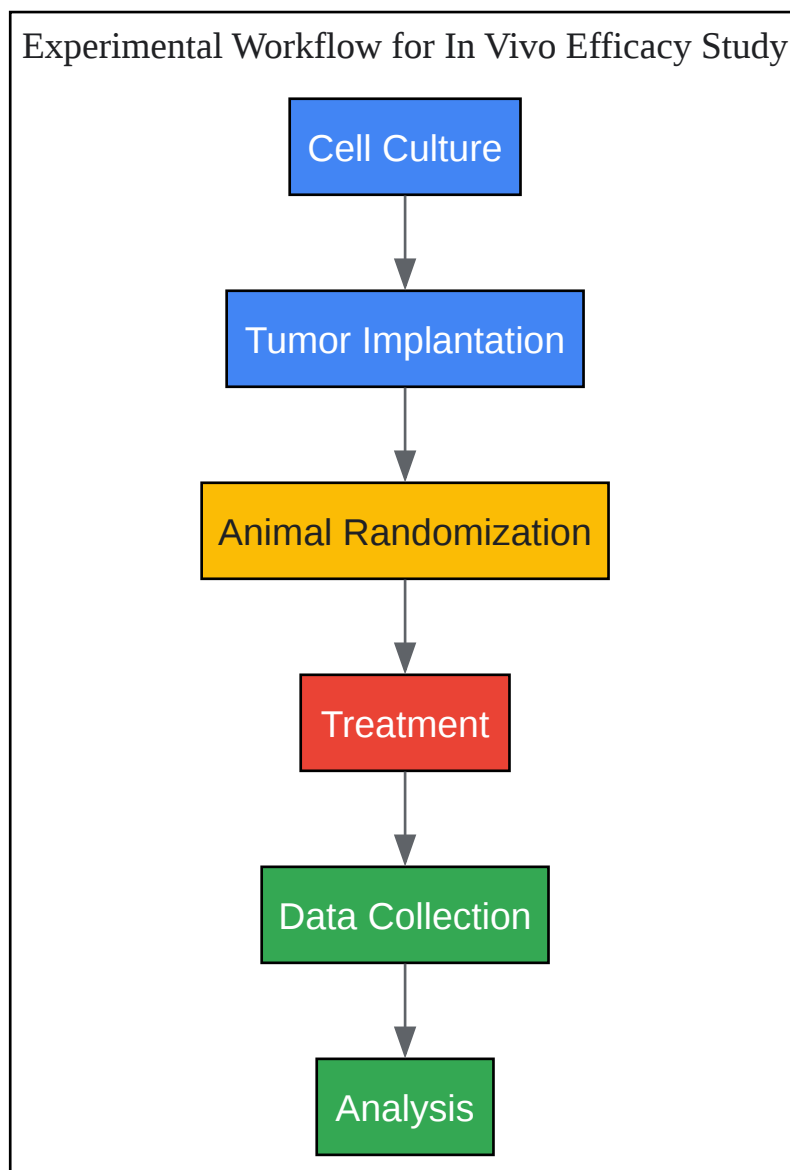 Experimental Workflow for In Vivo Efficacy Study
Cell Culture
Tumor Implantation
Animal Randomization
Treatment
Data Collection
Analysis